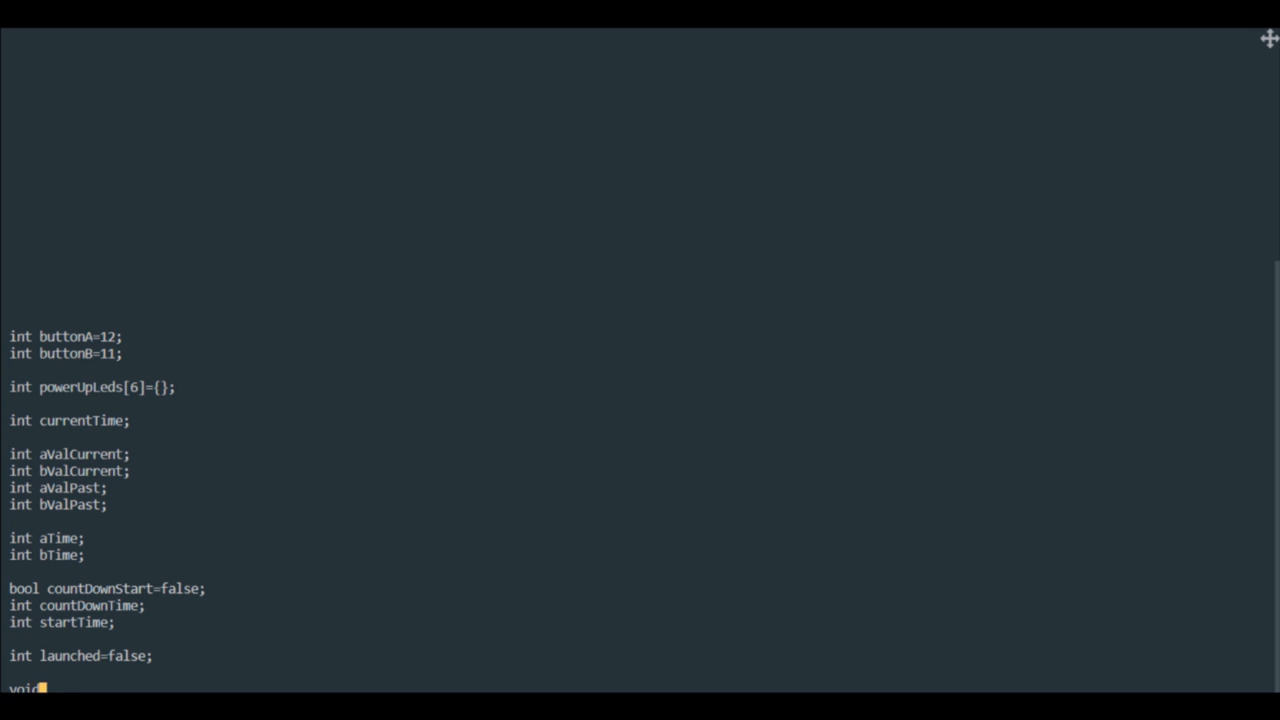 int buttonA=12;
int buttonB=11;
int powerUpLeds[6]={};
int currentTime;
int aValCurrent;
int bValCurrent;
int aValPast;
int bValPast;
int aTime;
int bTime;
bool countDownStart=false;
int countDownTime;
int startTime;
int launched=false;
void